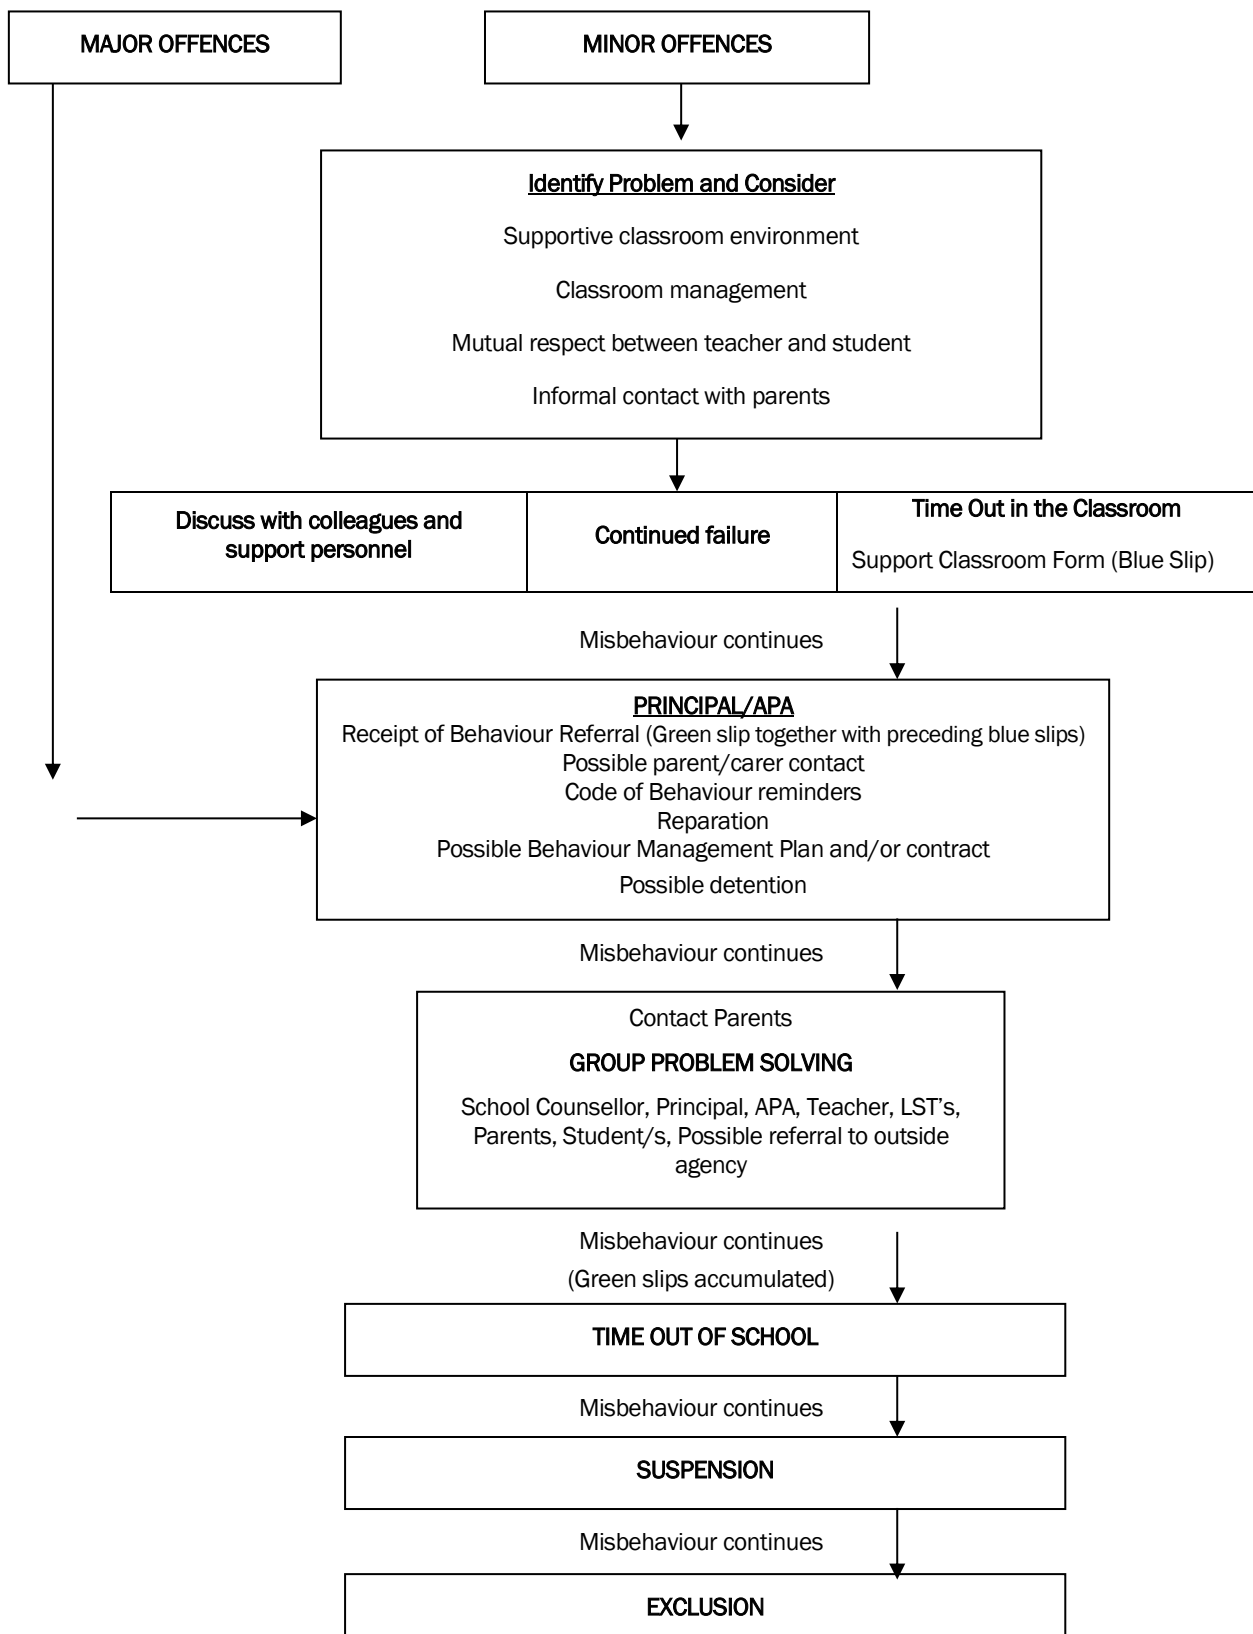 MAJOR OFFENCES
MINOR OFFENCES
Identify Problem and Consider
Supportive classroom environment
Classroom management
Mutual respect between teacher and student
Informal contact with parents
Discuss with colleagues and
support personnel
Continued failure
Time Out in the Classroom
Support Classroom Form (Blue Slip)
Misbehaviour continues
PRINCIPAL/APA
Receipt of Behaviour Referral (Green slip together with preceding blue slips)
Possible parent/carer contact
Code of Behaviour reminders
Reparation
Possible Behaviour Management Plan and/or contract
Possible detention
Misbehaviour continues
Contact Parents
GROUP PROBLEM SOLVING
School Counsellor, Principal, APA, Teacher, LST’s,
Parents, Student/s, Possible referral to outside
agency
Misbehaviour continues
(Green slips accumulated)
TIME OUT OF SCHOOL
Misbehaviour continues
SUSPENSION
Misbehaviour continues
EXCLUSION